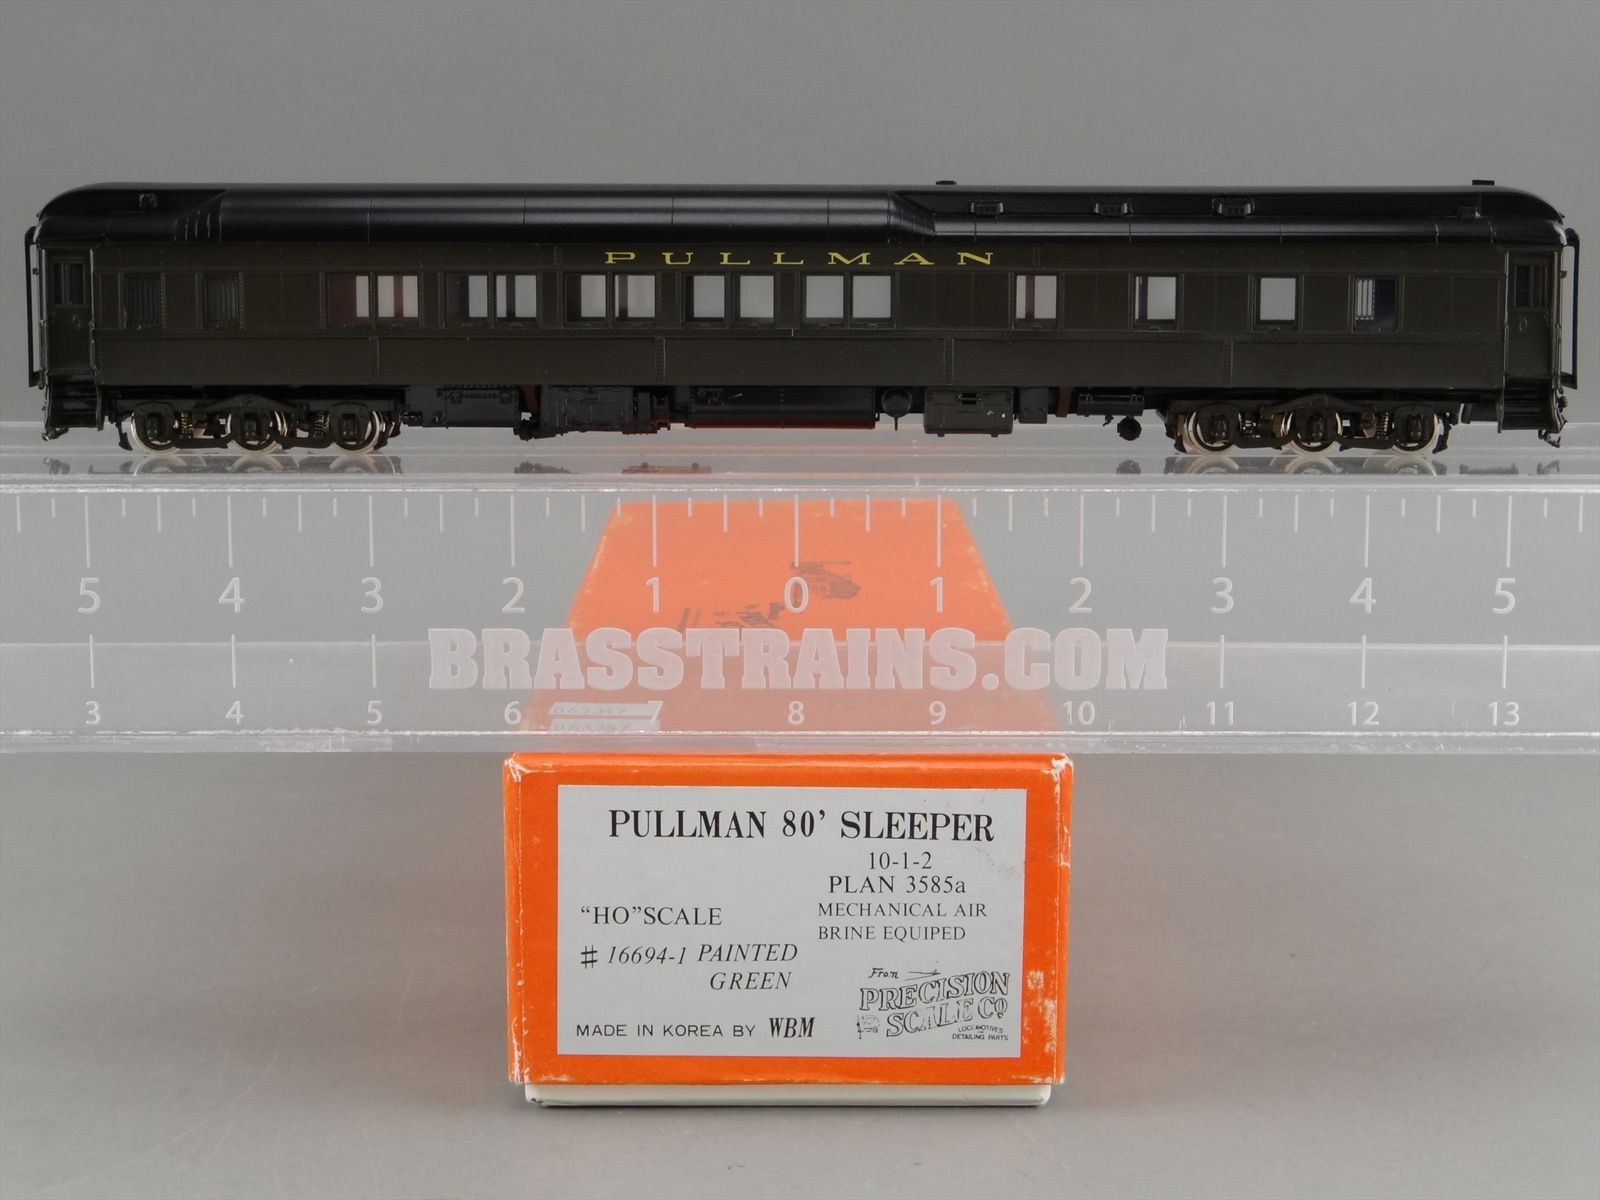 PULLMAN
5 4 3 2 1 0 1 2 3 4 5
BRASSTRAINS.COM
3 4 5 6 7 8 9 10 11 12 13
PULLMAN 80' SLEEPER
10-1-2
PLAN 3585a
"HO"SCALE
MECHANICAL AIR
BRINE EQUIPED
# 16694-1 PAINTED
GREEN
From
PRECISION
SCALE CO
LOCOMOTIVES
DETAILING PARTS
MADE IN KOREA BY WBM